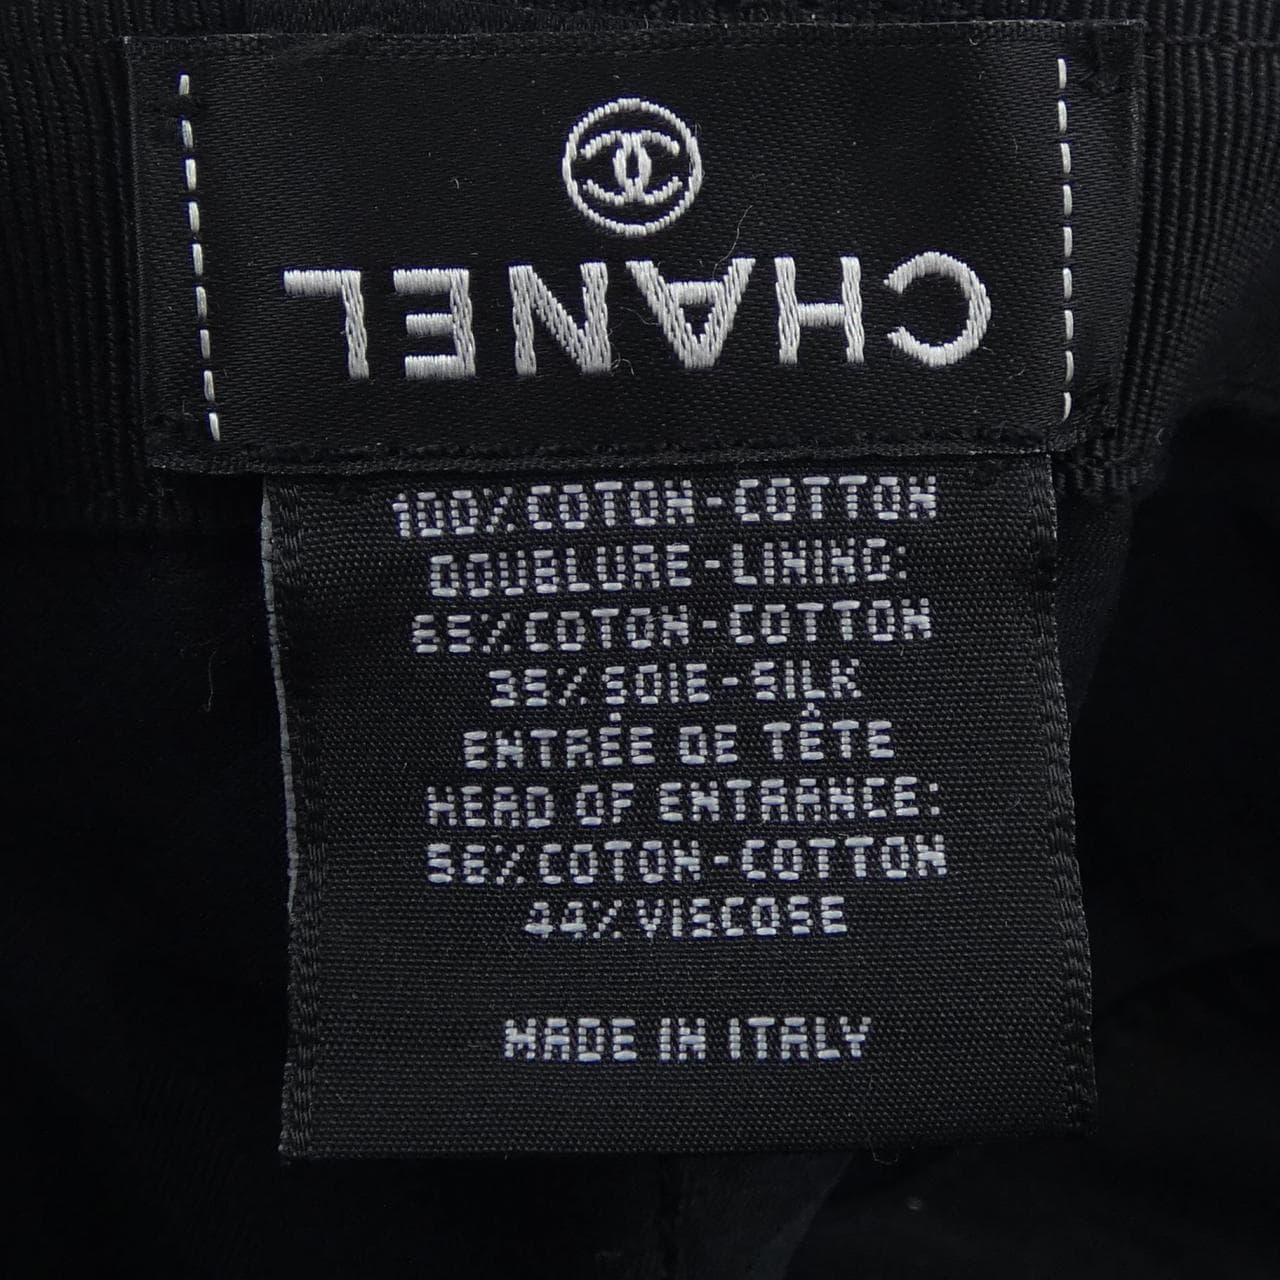 CHANEL
100% COTON-COTTON
DOUBLURE-LINING:
65% COTON-COTTON
35% SOIE-SILK
ENTRÉE DE TÊTE
HEAD OF ENTRANCE:
56% COTON-COTTON
44% VISCOSE
MADE IN ITALY